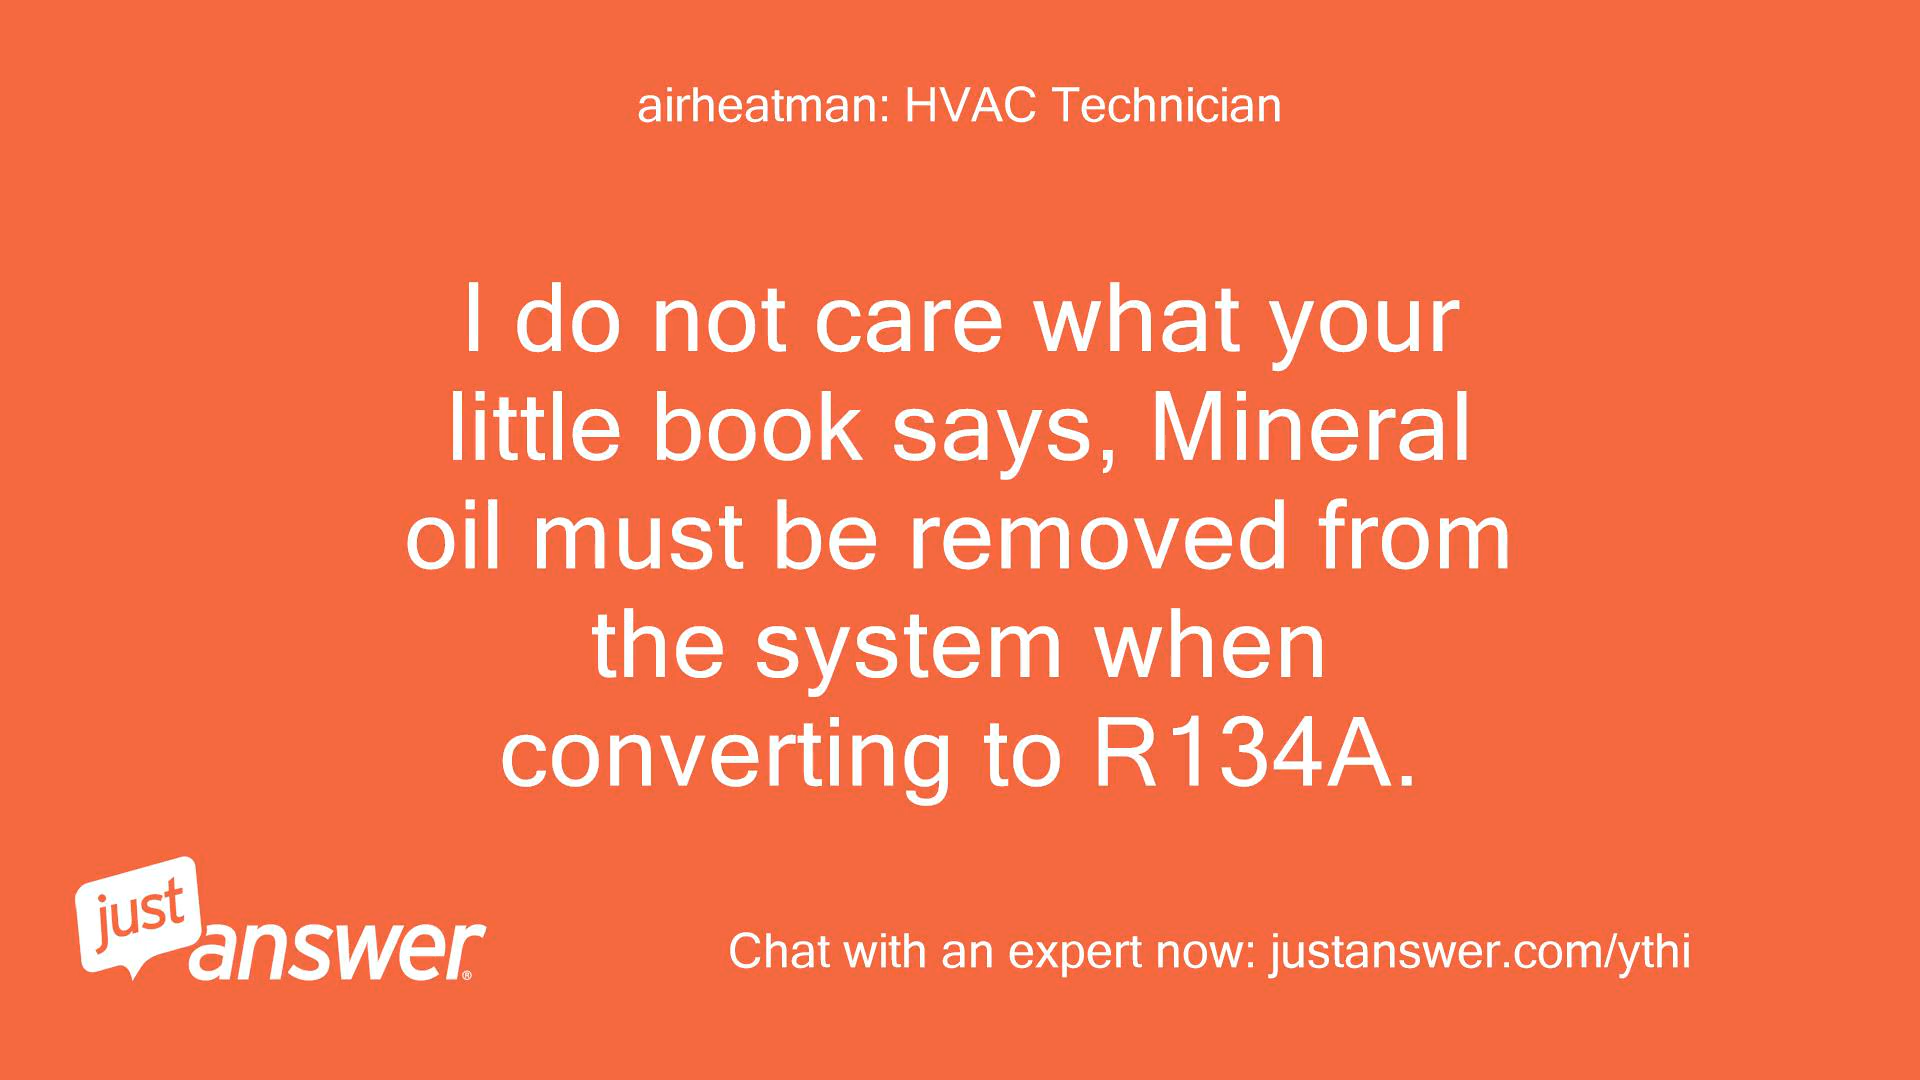 airheatman: HVAC Technician
I do not care what your
little book says, Mineral
oil must be removed from
the system when
converting to R134A.
just
answer®
Chat with an expert now: justanswer.com/ythi